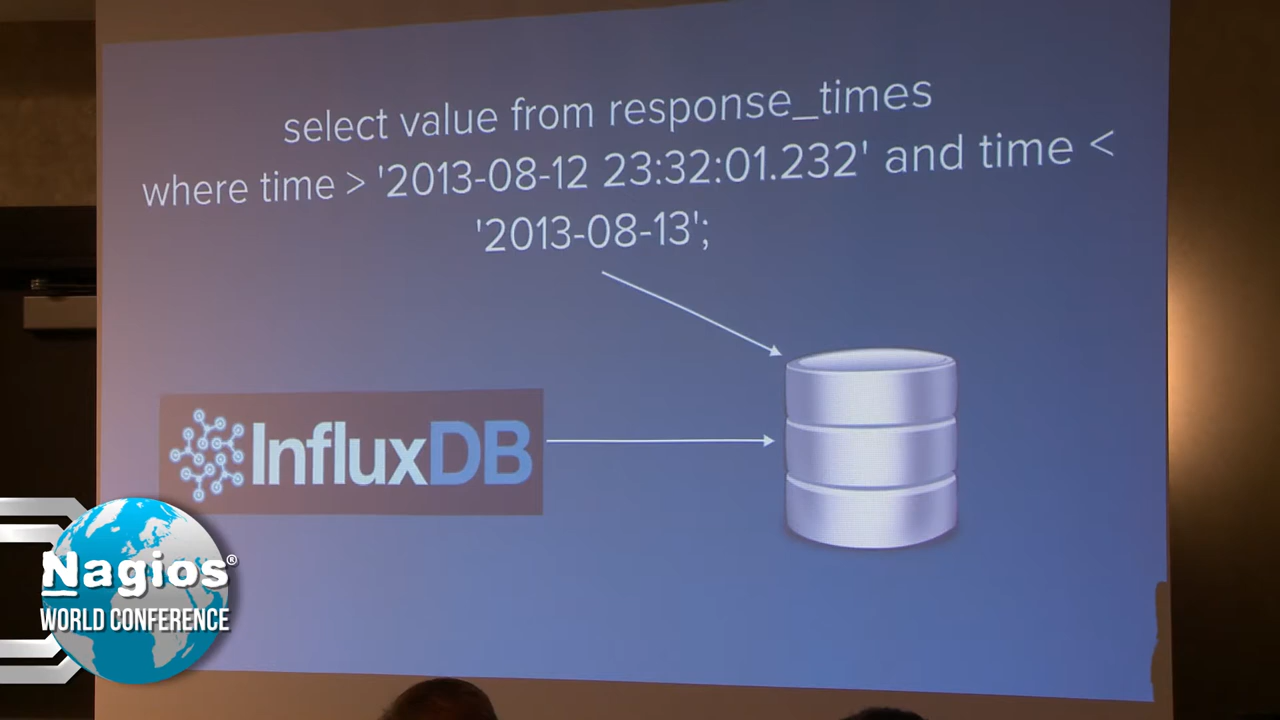 select value from response_times
where time > '2013-08-12 23:32:01.232' and time <
'2013-08-13';
InfluxDB
Nagios®
WORLD CONFERENCE